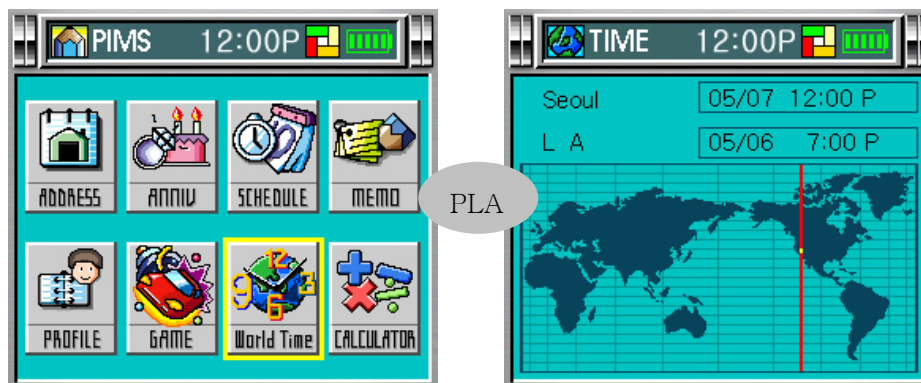 PIMS 12:00P
ADDRESS ANNIV SCHEDULE MEMO
PROFILE GAME World Time CALCULATOR
PLA
TIME 12:00P
Seoul 05/07 12:00 P
L A 05/06 7:00 P